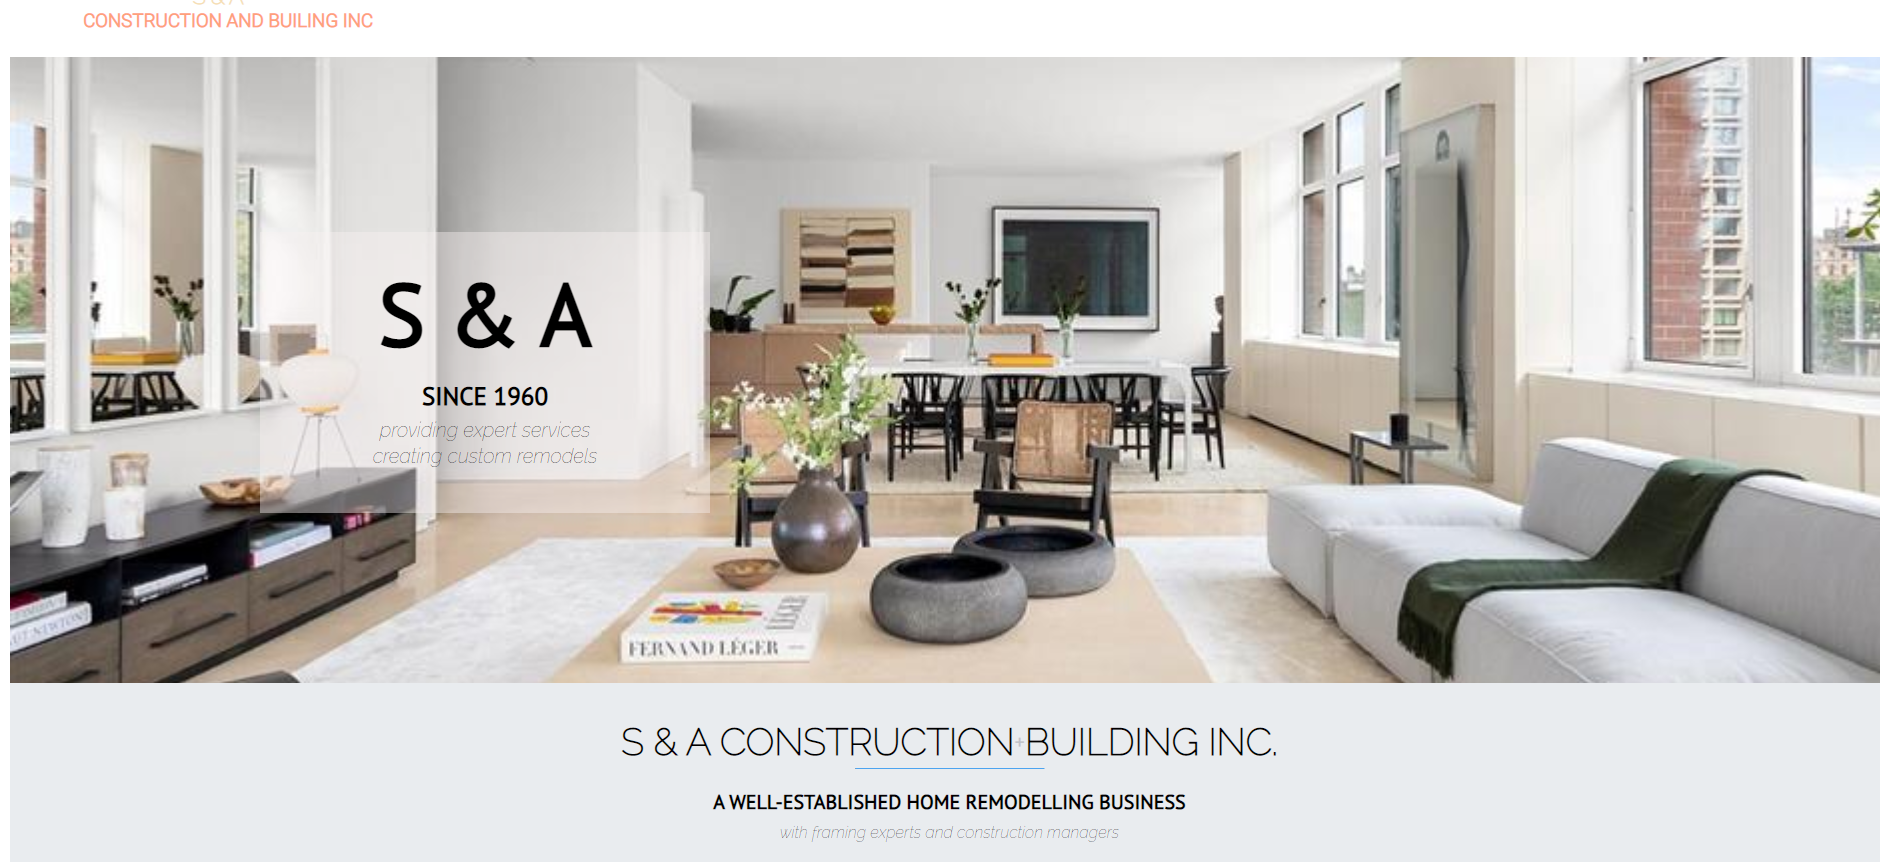 S & A
CONSTRUCTION AND BUILING INC
S & A
SINCE 1960
providing expert services
creating custom remodels
LEGER
FERNAND LÉGER
S & A CONSTRUCTION+BUILDING INC.
A WELL-ESTABLISHED HOME REMODELLING BUSINESS
with framing experts and construction managers